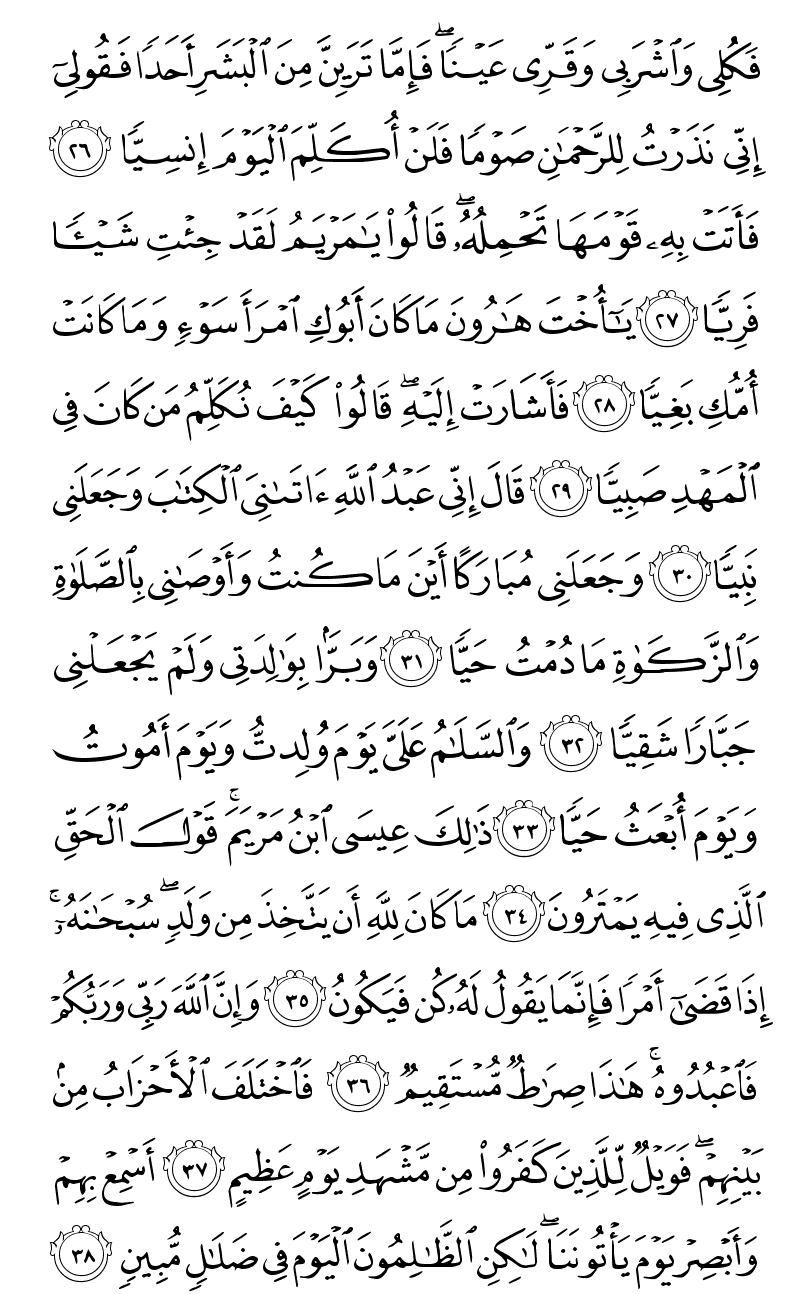 فَكُلِى وَٱشْرَبِى وَقَرِّى عَيْنًۭا ۖ فَإِمَّا تَرَيِنَّ مِنَ ٱلْبَشَرِ أَحَدًۭا فَقُولِىٓ
إِنِّى نَذَرْتُ لِلرَّحْمَـٰنِ صَوْمًۭا فَلَنْ أُكَلِّمَ ٱلْيَوْمَ إِنسِيًّۭا ٢٦
فَأَتَتْ بِهِۦ قَوْمَهَا تَحْمِلُهُۥ ۖ قَالُوا۟ يَـٰمَرْيَمُ لَقَدْ جِئْتِ شَيْـًۭٔا
فَرِيًّۭا ٢٧ يَـٰٓأُخْتَ هَـٰرُونَ مَا كَانَ أَبُوكِ ٱمْرَأَ سَوْءٍۢ وَمَا كَانَتْ
أُمُّكِ بَغِيًّۭا ٢٨ فَأَشَارَتْ إِلَيْهِ ۖ قَالُوا۟ كَيْفَ نُكَلِّمُ مَن كَانَ فِى
ٱلْمَهْدِ صَبِيًّۭا ٢٩ قَالَ إِنِّى عَبْدُ ٱللَّهِ ءَاتَىٰنِىَ ٱلْكِتَـٰبَ وَجَعَلَنِى
نَبِيًّۭا ٣٠ وَجَعَلَنِى مُبَارَكًا أَيْنَ مَا كُنتُ وَأَوْصَـٰنِى بِٱلصَّلَوٰةِ
وَٱلزَّكَوٰةِ مَا دُمْتُ حَيًّۭا ٣١ وَبَرًّۢا بِوَٰلِدَتِى وَلَمْ يَجْعَلْنِى
جَبَّارًۭا شَقِيًّۭا ٣٢ وَٱلسَّلَـٰمُ عَلَىَّ يَوْمَ وُلِدتُّ وَيَوْمَ أَمُوتُ
وَيَوْمَ أُبْعَثُ حَيًّۭا ٣٣ ذَٰلِكَ عِيسَى ٱبْنُ مَرْيَمَ ۚ قَوْلَ ٱلْحَقِّ
ٱلَّذِى فِيهِ يَمْتَرُونَ ٣٤ مَا كَانَ لِلَّهِ أَن يَتَّخِذَ مِن وَلَدٍۢ ۖ سُبْحَـٰنَهُۥٓ ۚ
إِذَا قَضَىٰٓ أَمْرًۭا فَإِنَّمَا يَقُولُ لَهُۥ كُن فَيَكُونُ ٣٥ وَإِنَّ ٱللَّهَ رَبِّى وَرَبُّكُمْ
فَٱعْبُدُوهُ ۚ هَـٰذَا صِرَٰطٌۭ مُّسْتَقِيمٌۭ ٣٦ فَٱخْتَلَفَ ٱلْأَحْزَابُ مِنۢ
بَيْنِهِمْ ۖ فَوَيْلٌۭ لِّلَّذِينَ كَفَرُوا۟ مِن مَّشْهَدِ يَوْمٍ عَظِيمٍ ٣٧ أَسْمِعْ بِهِمْ
وَأَبْصِرْ يَوْمَ يَأْتُونَنَا ۖ لَـٰكِنِ ٱلظَّـٰلِمُونَ ٱلْيَوْمَ فِى ضَلَـٰلٍۢ مُّبِينٍۢ ٣٨